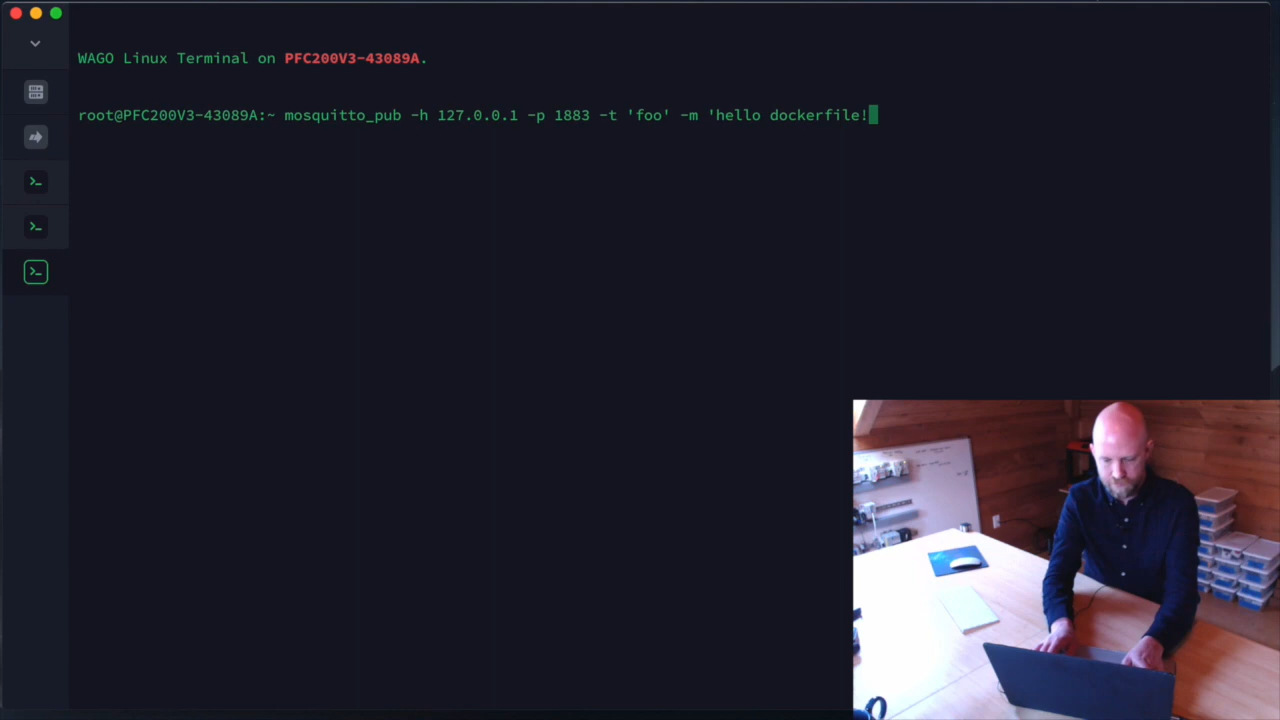 WAGO Linux Terminal on PFC200V3-43089A.
root@PFC200V3-43089A:~ mosquitto_pub -h 127.0.0.1 -p 1883 -t 'foo' -m 'hello dockerfile!